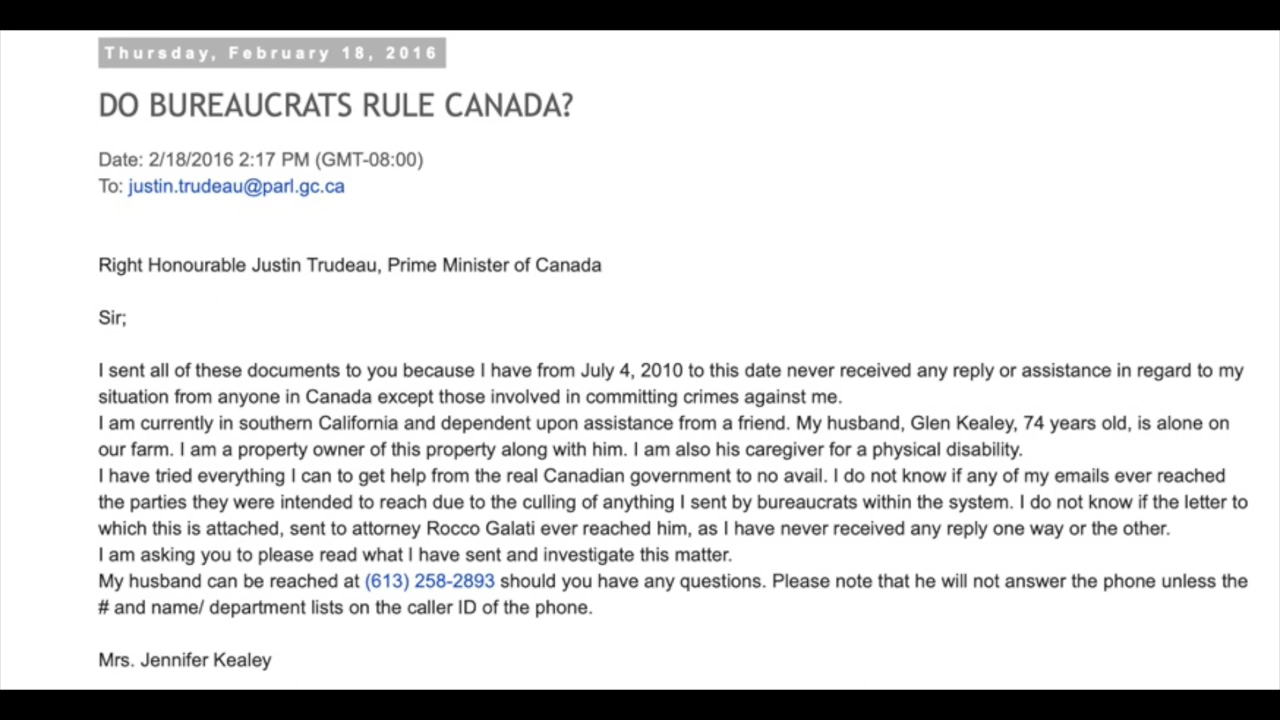 Thursday, February 18, 2016
DO BUREAUCRATS RULE CANADA?
Date: 2/18/2016 2:17 PM (GMT-08:00)
To: justin.trudeau@parl.gc.ca
Right Honourable Justin Trudeau, Prime Minister of Canada
Sir;
I sent all of these documents to you because I have from July 4, 2010 to this date never received any reply or assistance in regard to my
situation from anyone in Canada except those involved in committing crimes against me.
I am currently in southern California and dependent upon assistance from a friend. My husband, Glen Kealey, 74 years old, is alone on
our farm. I am a property owner of this property along with him. I am also his caregiver for a physical disability.
I have tried everything I can to get help from the real Canadian government to no avail. I do not know if any of my emails ever reached
the parties they were intended to reach due to the culling of anything I sent by bureaucrats within the system. I do not know if the letter to
which this is attached, sent to attorney Rocco Galati ever reached him, as I have never received any reply one way or the other.
I am asking you to please read what I have sent and investigate this matter.
My husband can be reached at (613) 258-2893 should you have any questions. Please note that he will not answer the phone unless the
# and name/ department lists on the caller ID of the phone.
Mrs. Jennifer Kealey